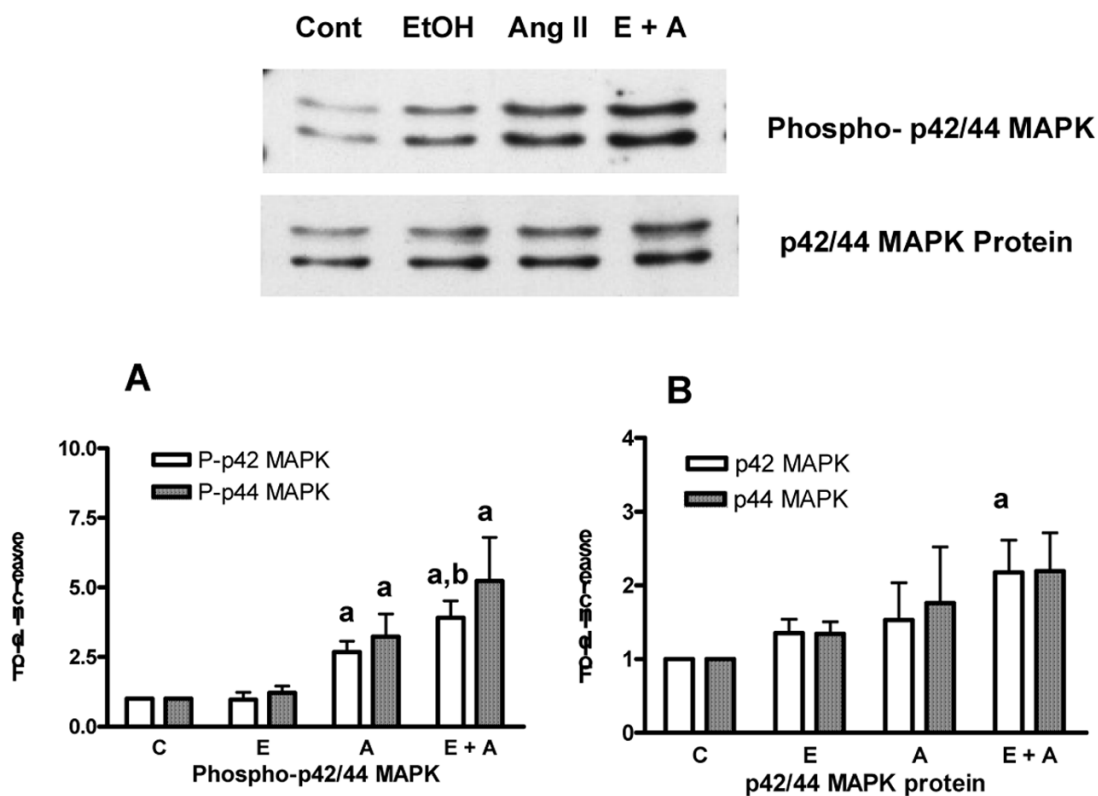 Cont EtOH Ang II E + A
Phospho- p42/44 MAPK
p42/44 MAPK Protein
A
10.0
7.5
5.0
2.5
0.0
P-p42 MAPK
P-p44 MAPK
a
a
a,b
a
C E A E + A
Phospho-p42/44 MAPK
B
4
3
2
1
0
p42 MAPK
p44 MAPK
a
C E A E + A
p42/44 MAPK protein